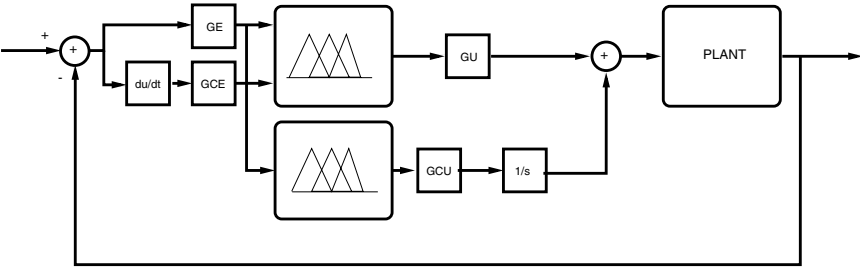 +
+
-
GE
du/dt
GCE
GU
+
PLANT
GCU
1/s